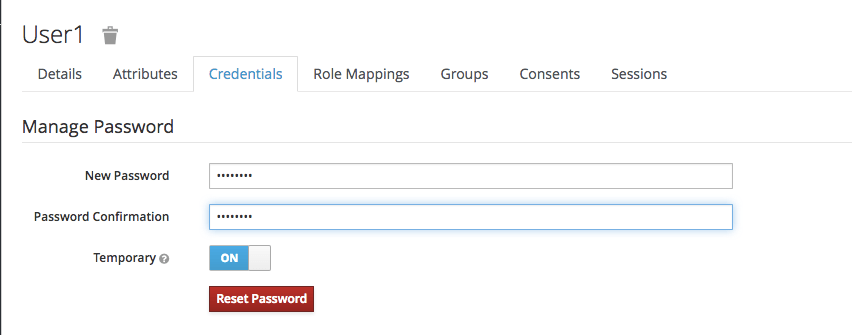 User1
Details Attributes Credentials Role Mappings Groups Consents Sessions
Manage Password
New Password ••••••••
Password Confirmation ••••••••
Temporary ? ON
Reset Password